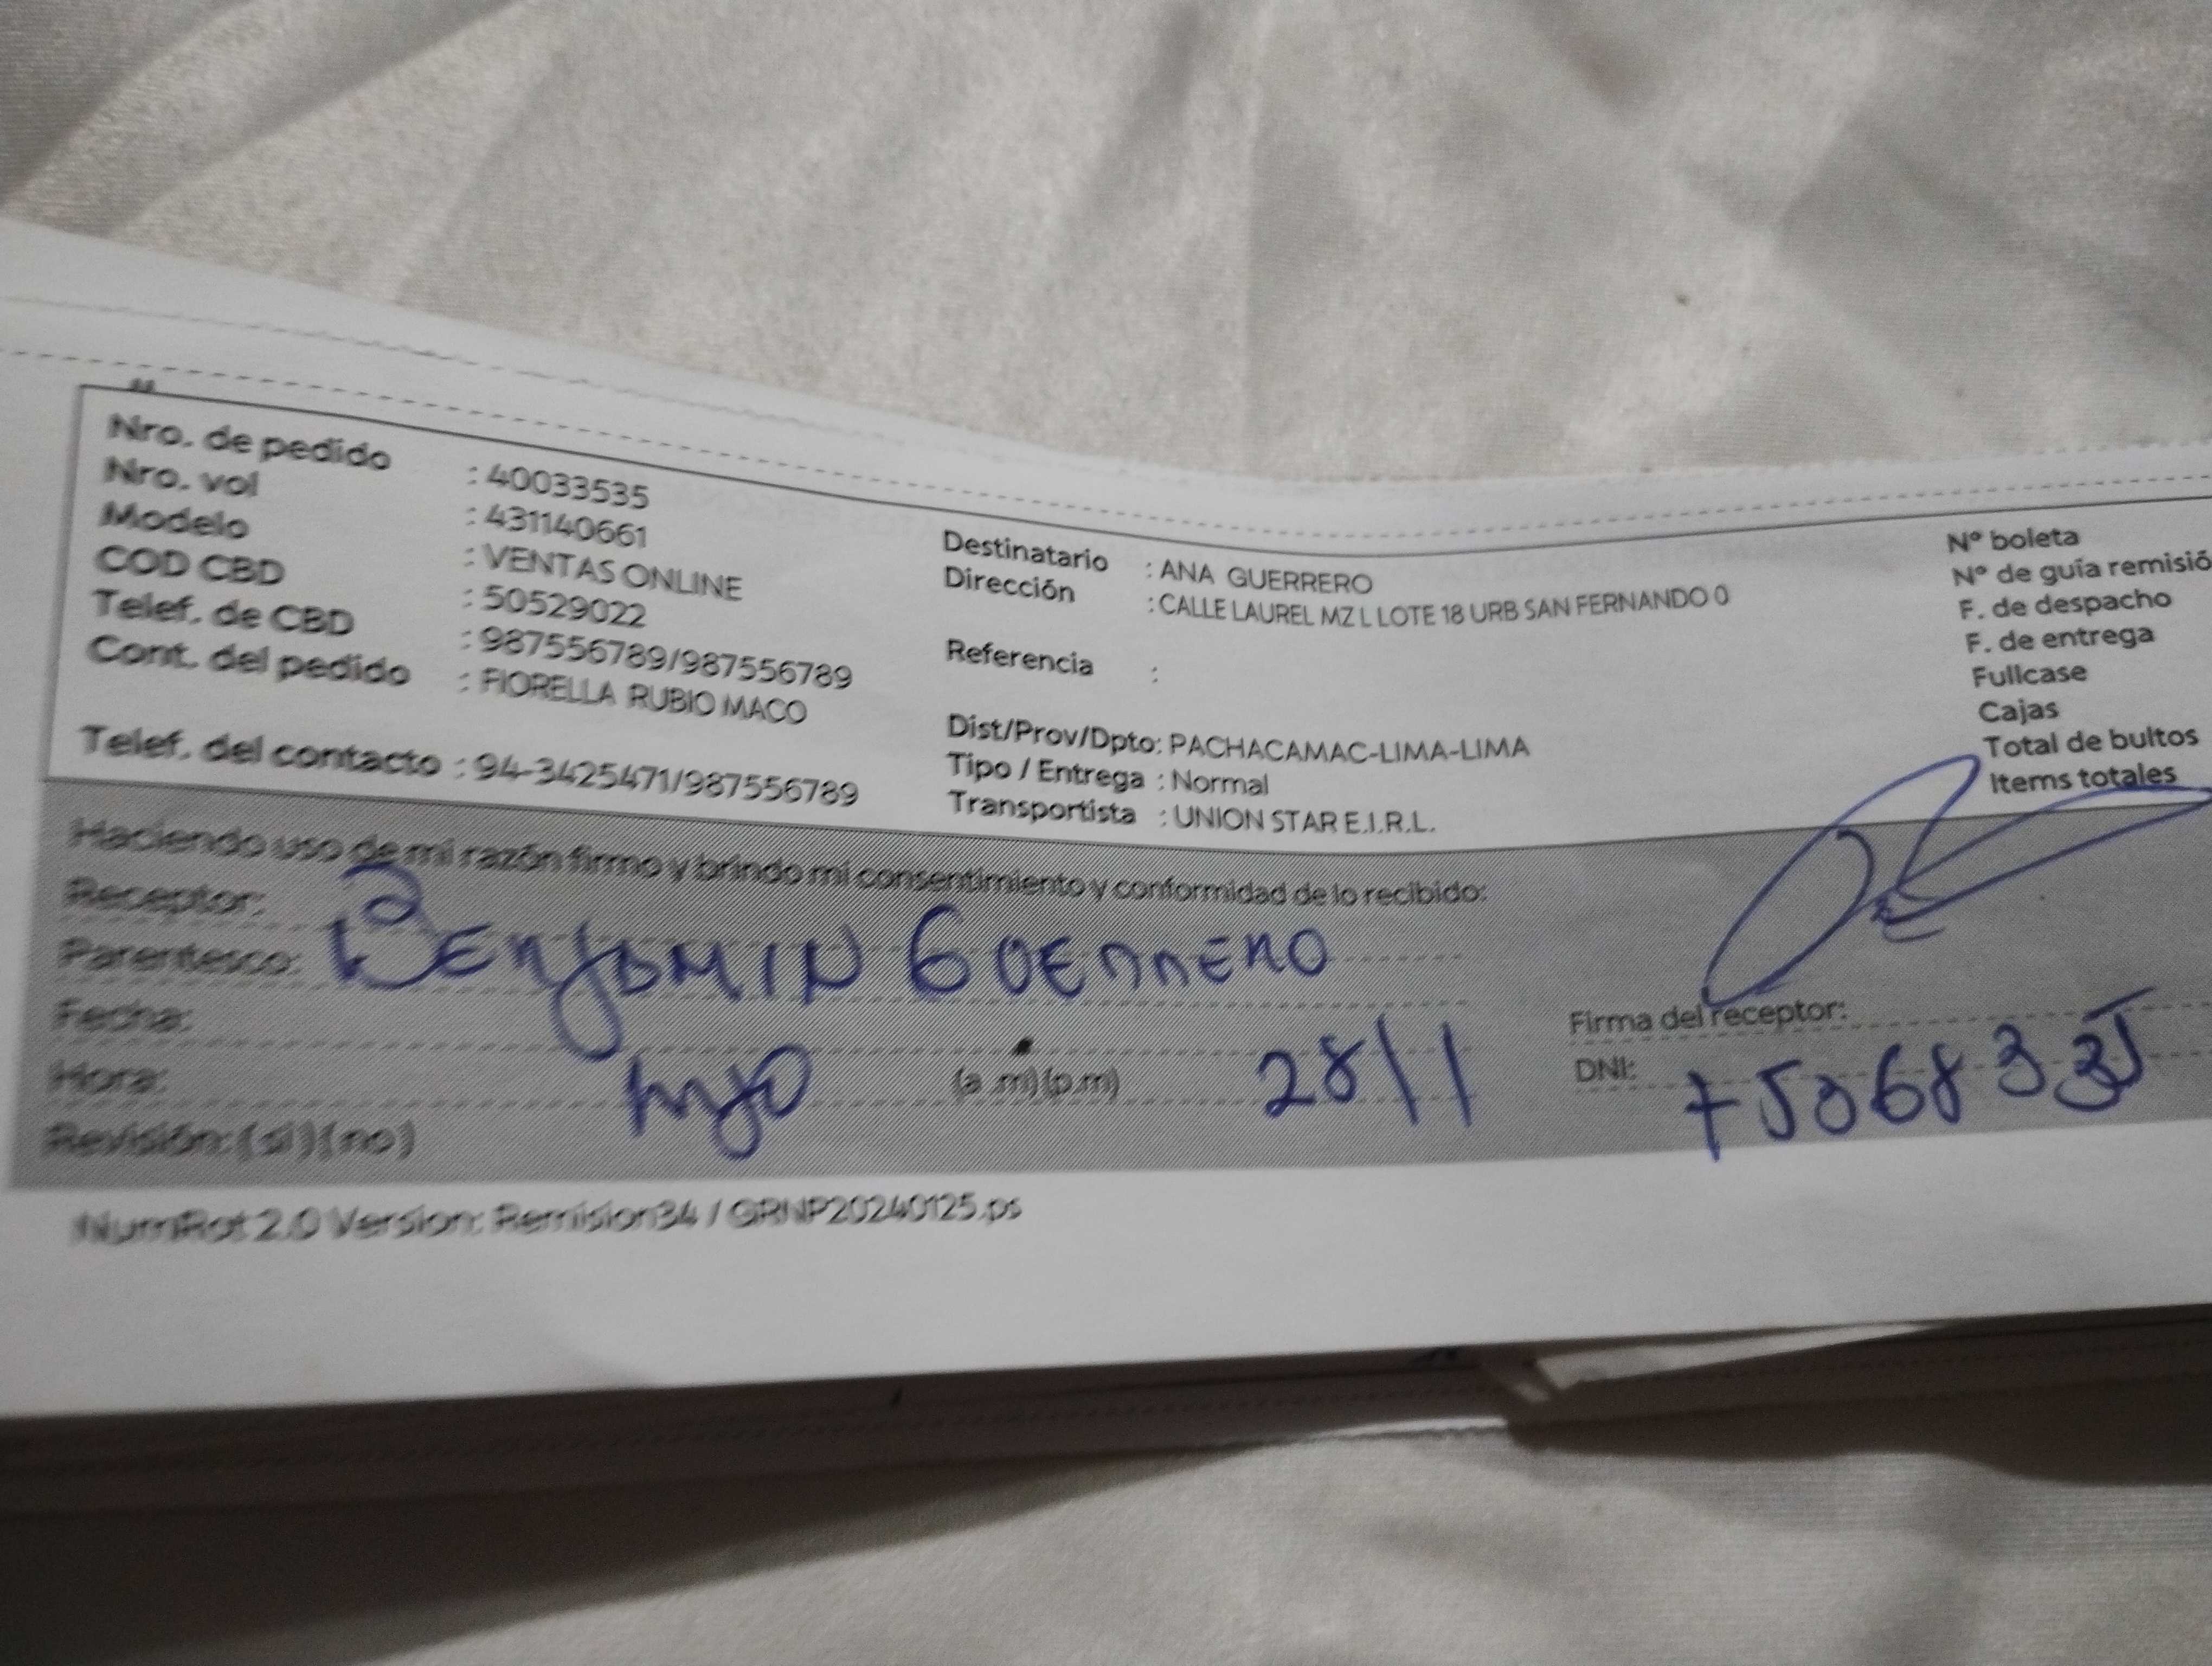 Nro. de pedido : 40033535
Nro. vol : 431140661
Modelo : VENTAS ONLINE
COD CBD : 50529022
Telef. de CBD : 987556789/987556789
Cont. del pedido : FIORELLA RUBIO MACO
Telef. del contacto : 94-3425471/987556789
Destinatario : ANA GUERRERO
Dirección : CALLE LAUREL MZ L LOTE 18 URB SAN FERNANDO 0
Referencia :
Dist/Prov/Dpto: PACHACAMAC-LIMA-LIMA
Tipo / Entrega : Normal
Transportista : UNION STAR E.I.R.L.
N° boleta
N° de guía remisió
F. de despacho
F. de entrega
Fullcase
Cajas
Total de bultos
Items totales
Haciendo uso de mi razón firmo y brindo mi consentimiento y conformidad de lo recibido:
Receptor:
Parentesco: BENJAMIN GUERRERO
Fecha:
Hora: hijo (a.m)(p.m) 28/1
Revisión: (si) (no)
Firma del receptor:
DNI:
NumRot 2.0 Version: Remision34 / GRNP20240125.ps